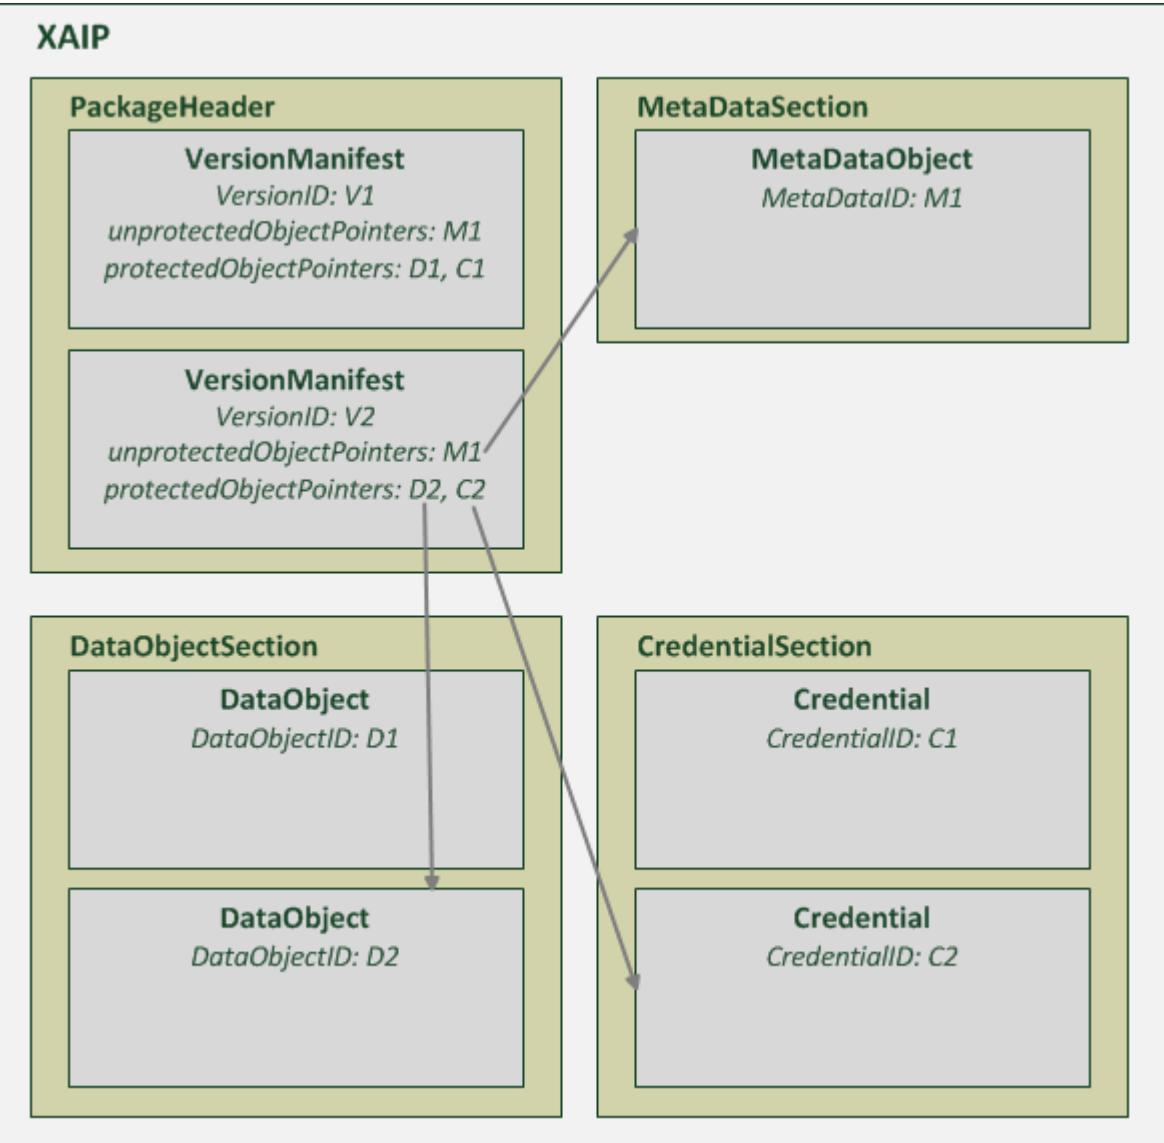 XAIP
PackageHeader
VersionManifest
VersionID: V1
unprotectedObjectPointers: M1
protectedObjectPointers: D1, C1
VersionManifest
VersionID: V2
unprotectedObjectPointers: M1
protectedObjectPointers: D2, C2
MetaDataSection
MetaDataObject
MetaDataID: M1
DataObjectSection
DataObject
DataObjectID: D1
DataObject
DataObjectID: D2
CredentialSection
Credential
CredentialID: C1
Credential
CredentialID: C2